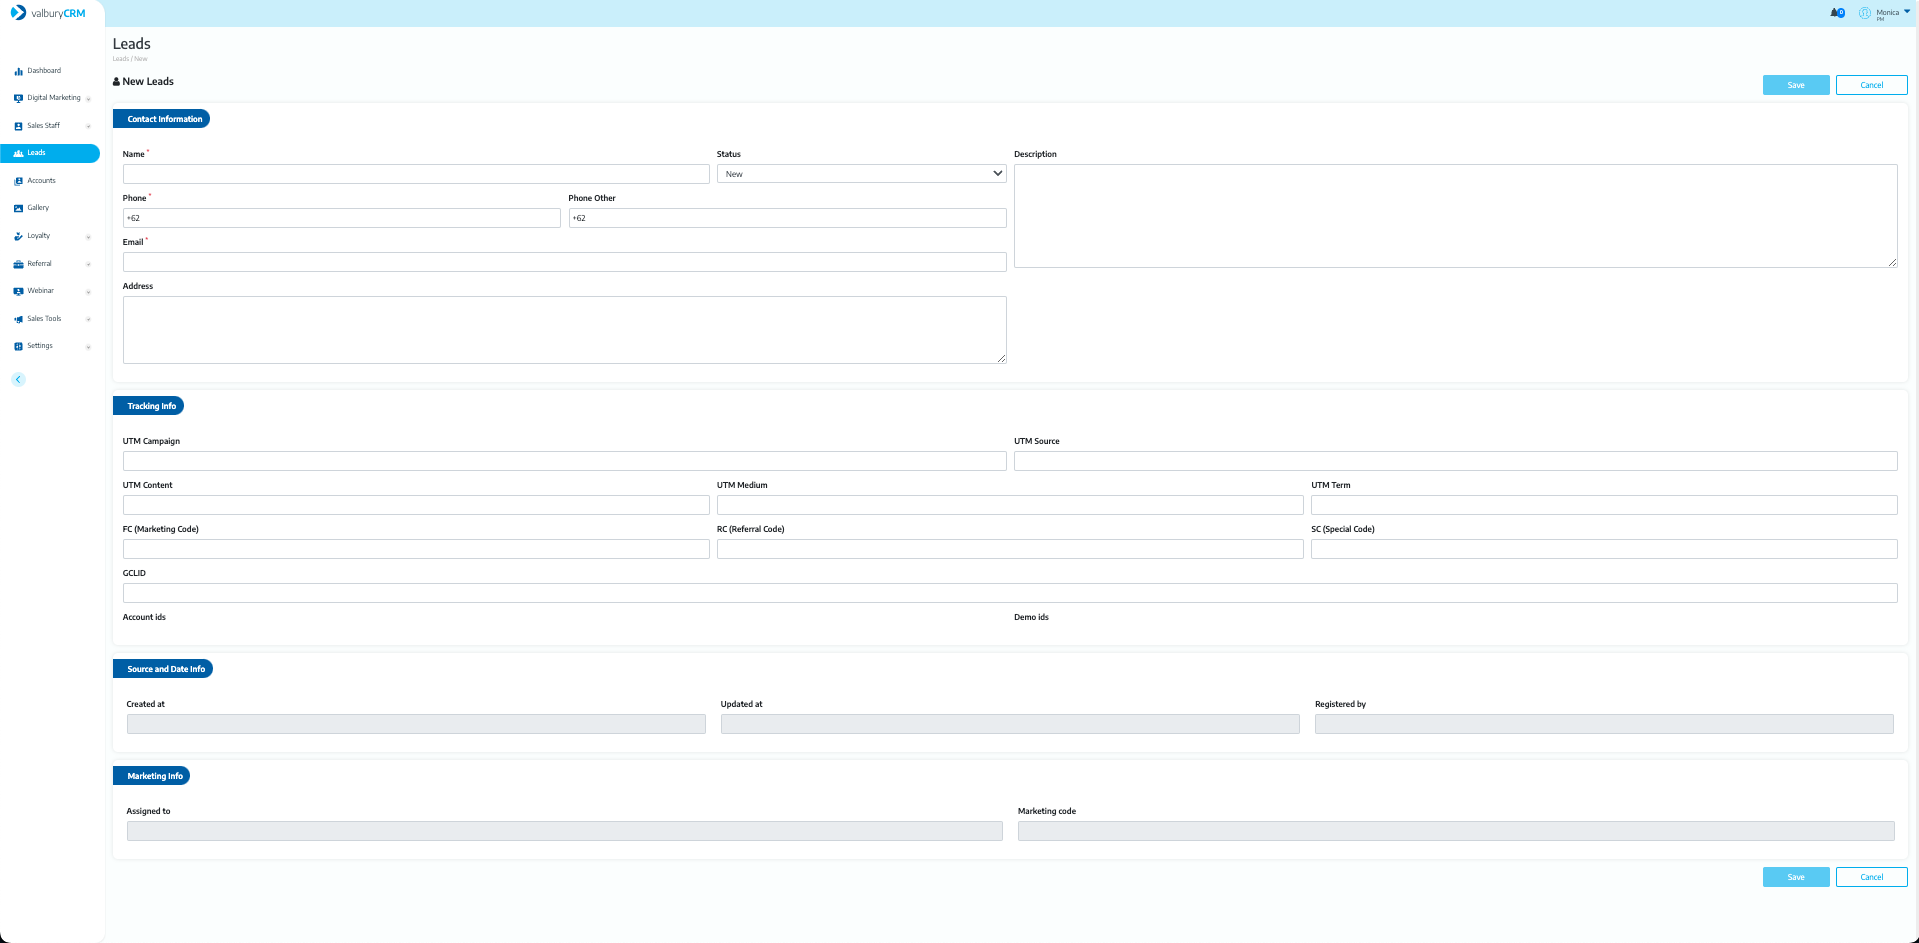 valburyCRM
0
Monica
PM
Dashboard
Digital Marketing
Sales Staff
Leads
Accounts
Gallery
Loyalty
Referral
Webinar
Sales Tools
Settings
Leads
Leads / New
New Leads
Save Cancel
Contact Information
Name * Status Description
New
Phone * Phone Other
+62 +62
Email *
Address
Tracking Info
UTM Campaign UTM Source
UTM Content UTM Medium UTM Term
FC (Marketing Code) RC (Referral Code) SC (Special Code)
GCLID
Account ids Demo ids
Source and Date Info
Created at Updated at Registered by
Marketing Info
Assigned to Marketing code
Save Cancel